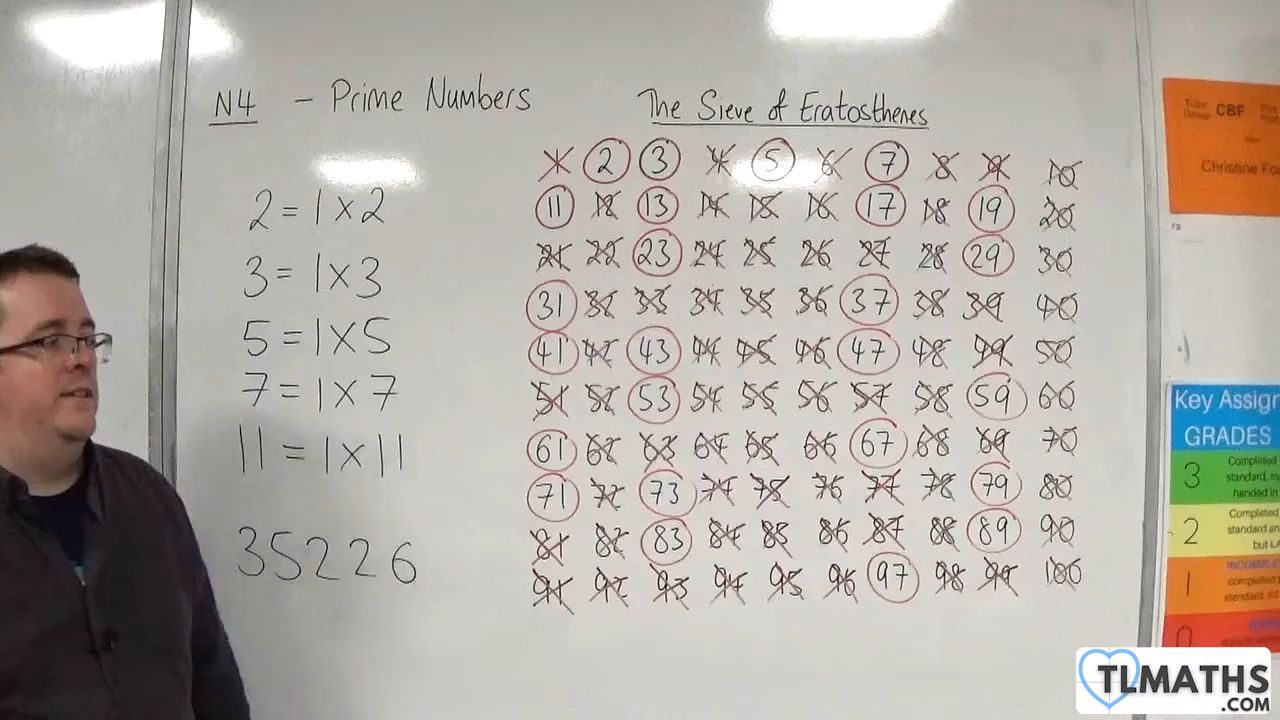 N4 - Prime Numbers
The Sieve of Eratosthenes
2 = 1 x 2
3 = 1 x 3
5 = 1 x 5
7 = 1 x 7
11 = 1 x 11
35226
1 2 3 4 5 6 7 8 9 10
11 12 13 14 15 16 17 18 19 20
21 22 23 24 25 26 27 28 29 30
31 32 33 34 35 36 37 38 39 40
41 42 43 44 45 46 47 48 49 50
51 52 53 54 55 56 57 58 59 60
61 62 63 64 65 66 67 68 69 70
71 72 73 74 75 76 77 78 79 80
81 82 83 84 85 86 87 88 89 90
91 92 93 94 95 96 97 98 99 100
Tutor
Group CBF
Christine
Key Assign
GRADES
3 Completed
handed in
2 Completed
standard an
but
1
completed
standard
0
TLMATHS
.COM